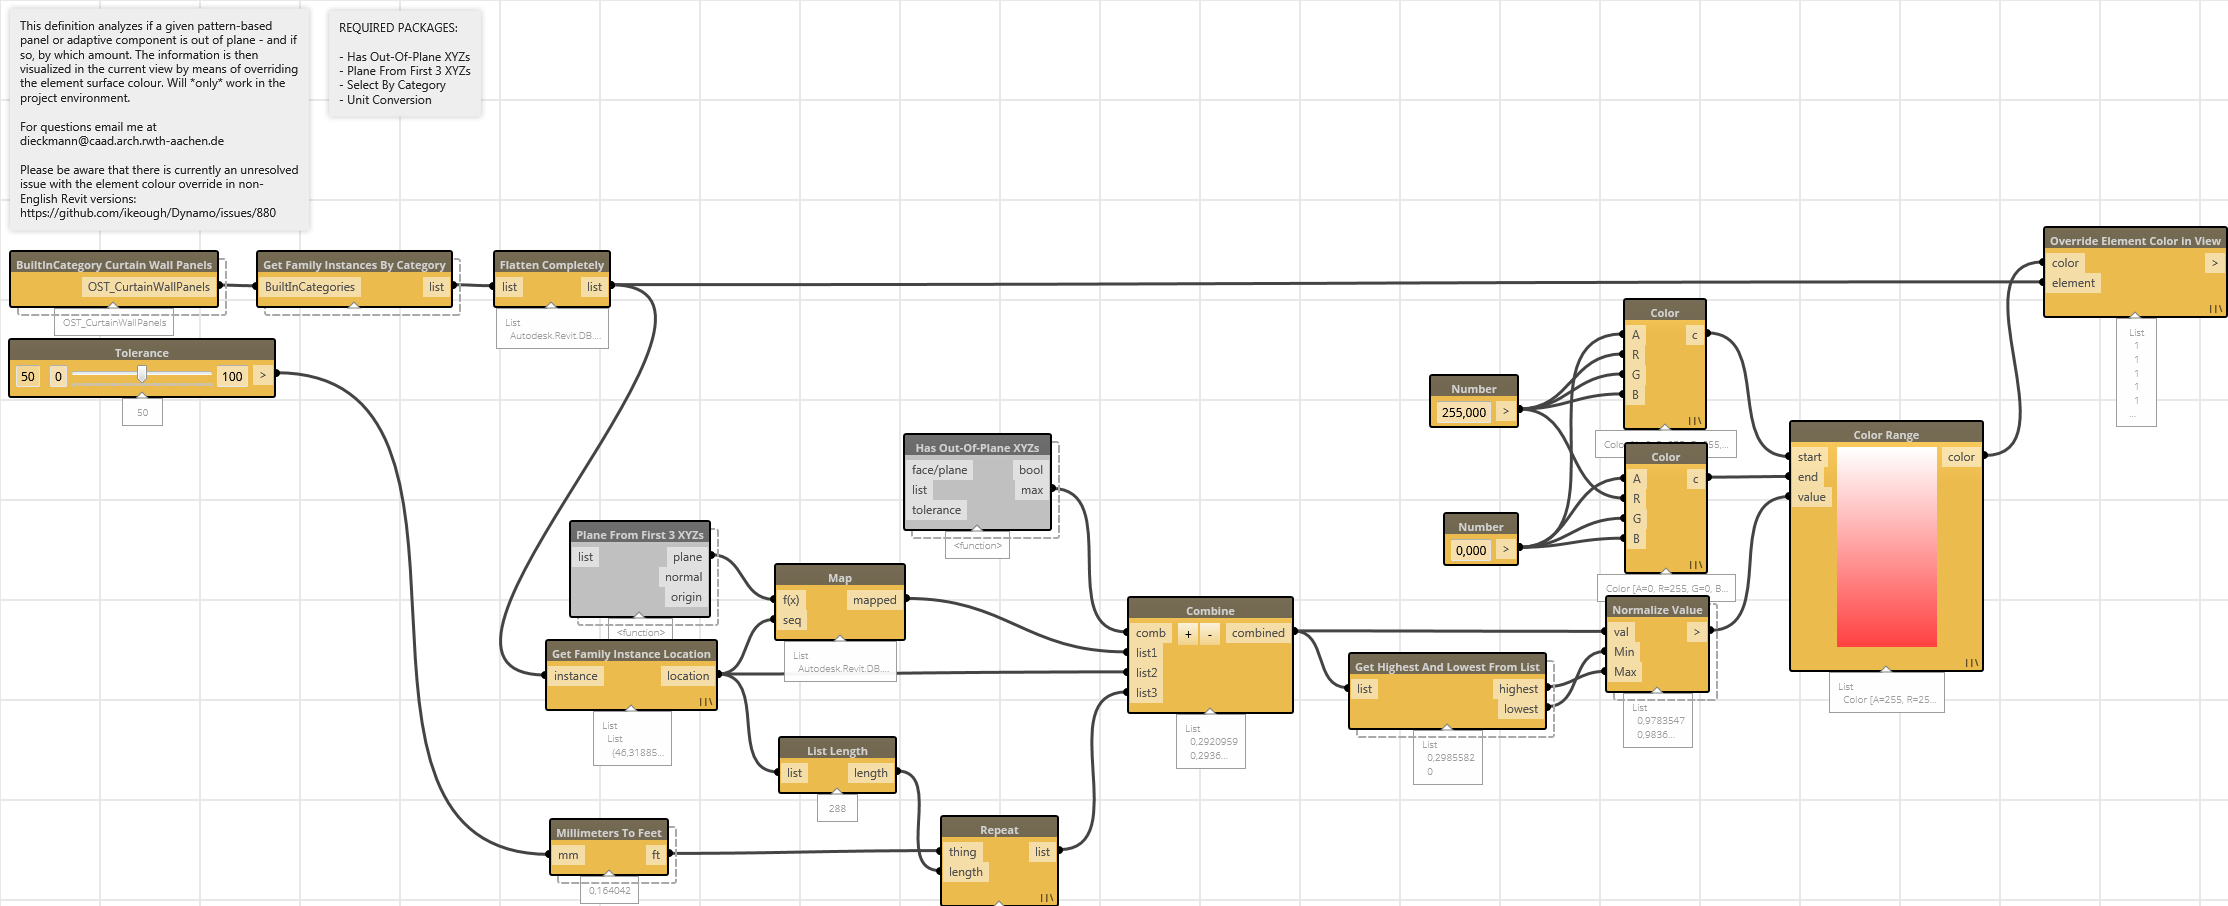 This definition analyzes if a given pattern-based
panel or adaptive component is out of plane - and if
so, by which amount. The information is then
visualized in the current view by means of overriding
the element surface colour. Will *only* work in the
project environment.
For questions email me at
dieckmann@caad.arch.rwth-aachen.de
Please be aware that there is currently an unresolved
issue with the element colour override in non-
English Revit versions:
https://github.com/ikeough/Dynamo/issues/880
REQUIRED PACKAGES:
- Has Out-Of-Plane XYZs
- Plane From First 3 XYZs
- Select By Category
- Unit Conversion
BuiltInCategory Curtain Wall Panels
OST_CurtainWallPanels
OST_CurtainWallPanels
Get Family Instances By Category
BuiltInCategories list
Flatten Completely
list list
List
Autodesk.Revit.DB....
Tolerance
50 0 100 >
50
Override Element Color in View
color >
element
List
1
1
1
1
1
...
Color
A c
R
G
B
Number
255,000 >
Color
A c
R
G
B
Color [A=0, R=255, G=0, B...
Number
0,000 >
Color Range
start color
end
value
List
Color [A=255, R=25...
Has Out-Of-Plane XYZs
face/plane bool
list max
tolerance
<function>
Plane From First 3 XYZs
list plane
normal
origin
<function>
Map
f(x) mapped
seq
List
Autodesk.Revit.DB....
Get Family Instance Location
instance location
List
List
(46,31885...
Combine
comb + - combined
list1
list2
list3
List
0,2920959
0,2936...
Get Highest And Lowest From List
list highest
lowest
List
0,2985582
0
Normalize Value
val >
Min
Max
List
0,9783547
0,9836...
List Length
list length
288
Millimeters To Feet
mm ft
0,164042
Repeat
thing list
length